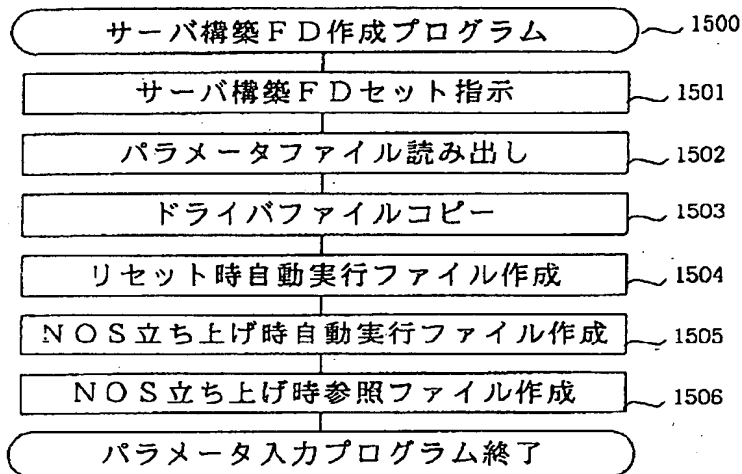 サーバ構築FD作成プログラム 1500
サーバ構築FDセット指示 1501
パラメータファイル読み出し 1502
ドライバファイルコピー 1503
リセット時自動実行ファイル作成 1504
NOS立ち上げ時自動実行ファイル作成 1505
NOS立ち上げ時参照ファイル作成 1506
パラメータ入力プログラム終了